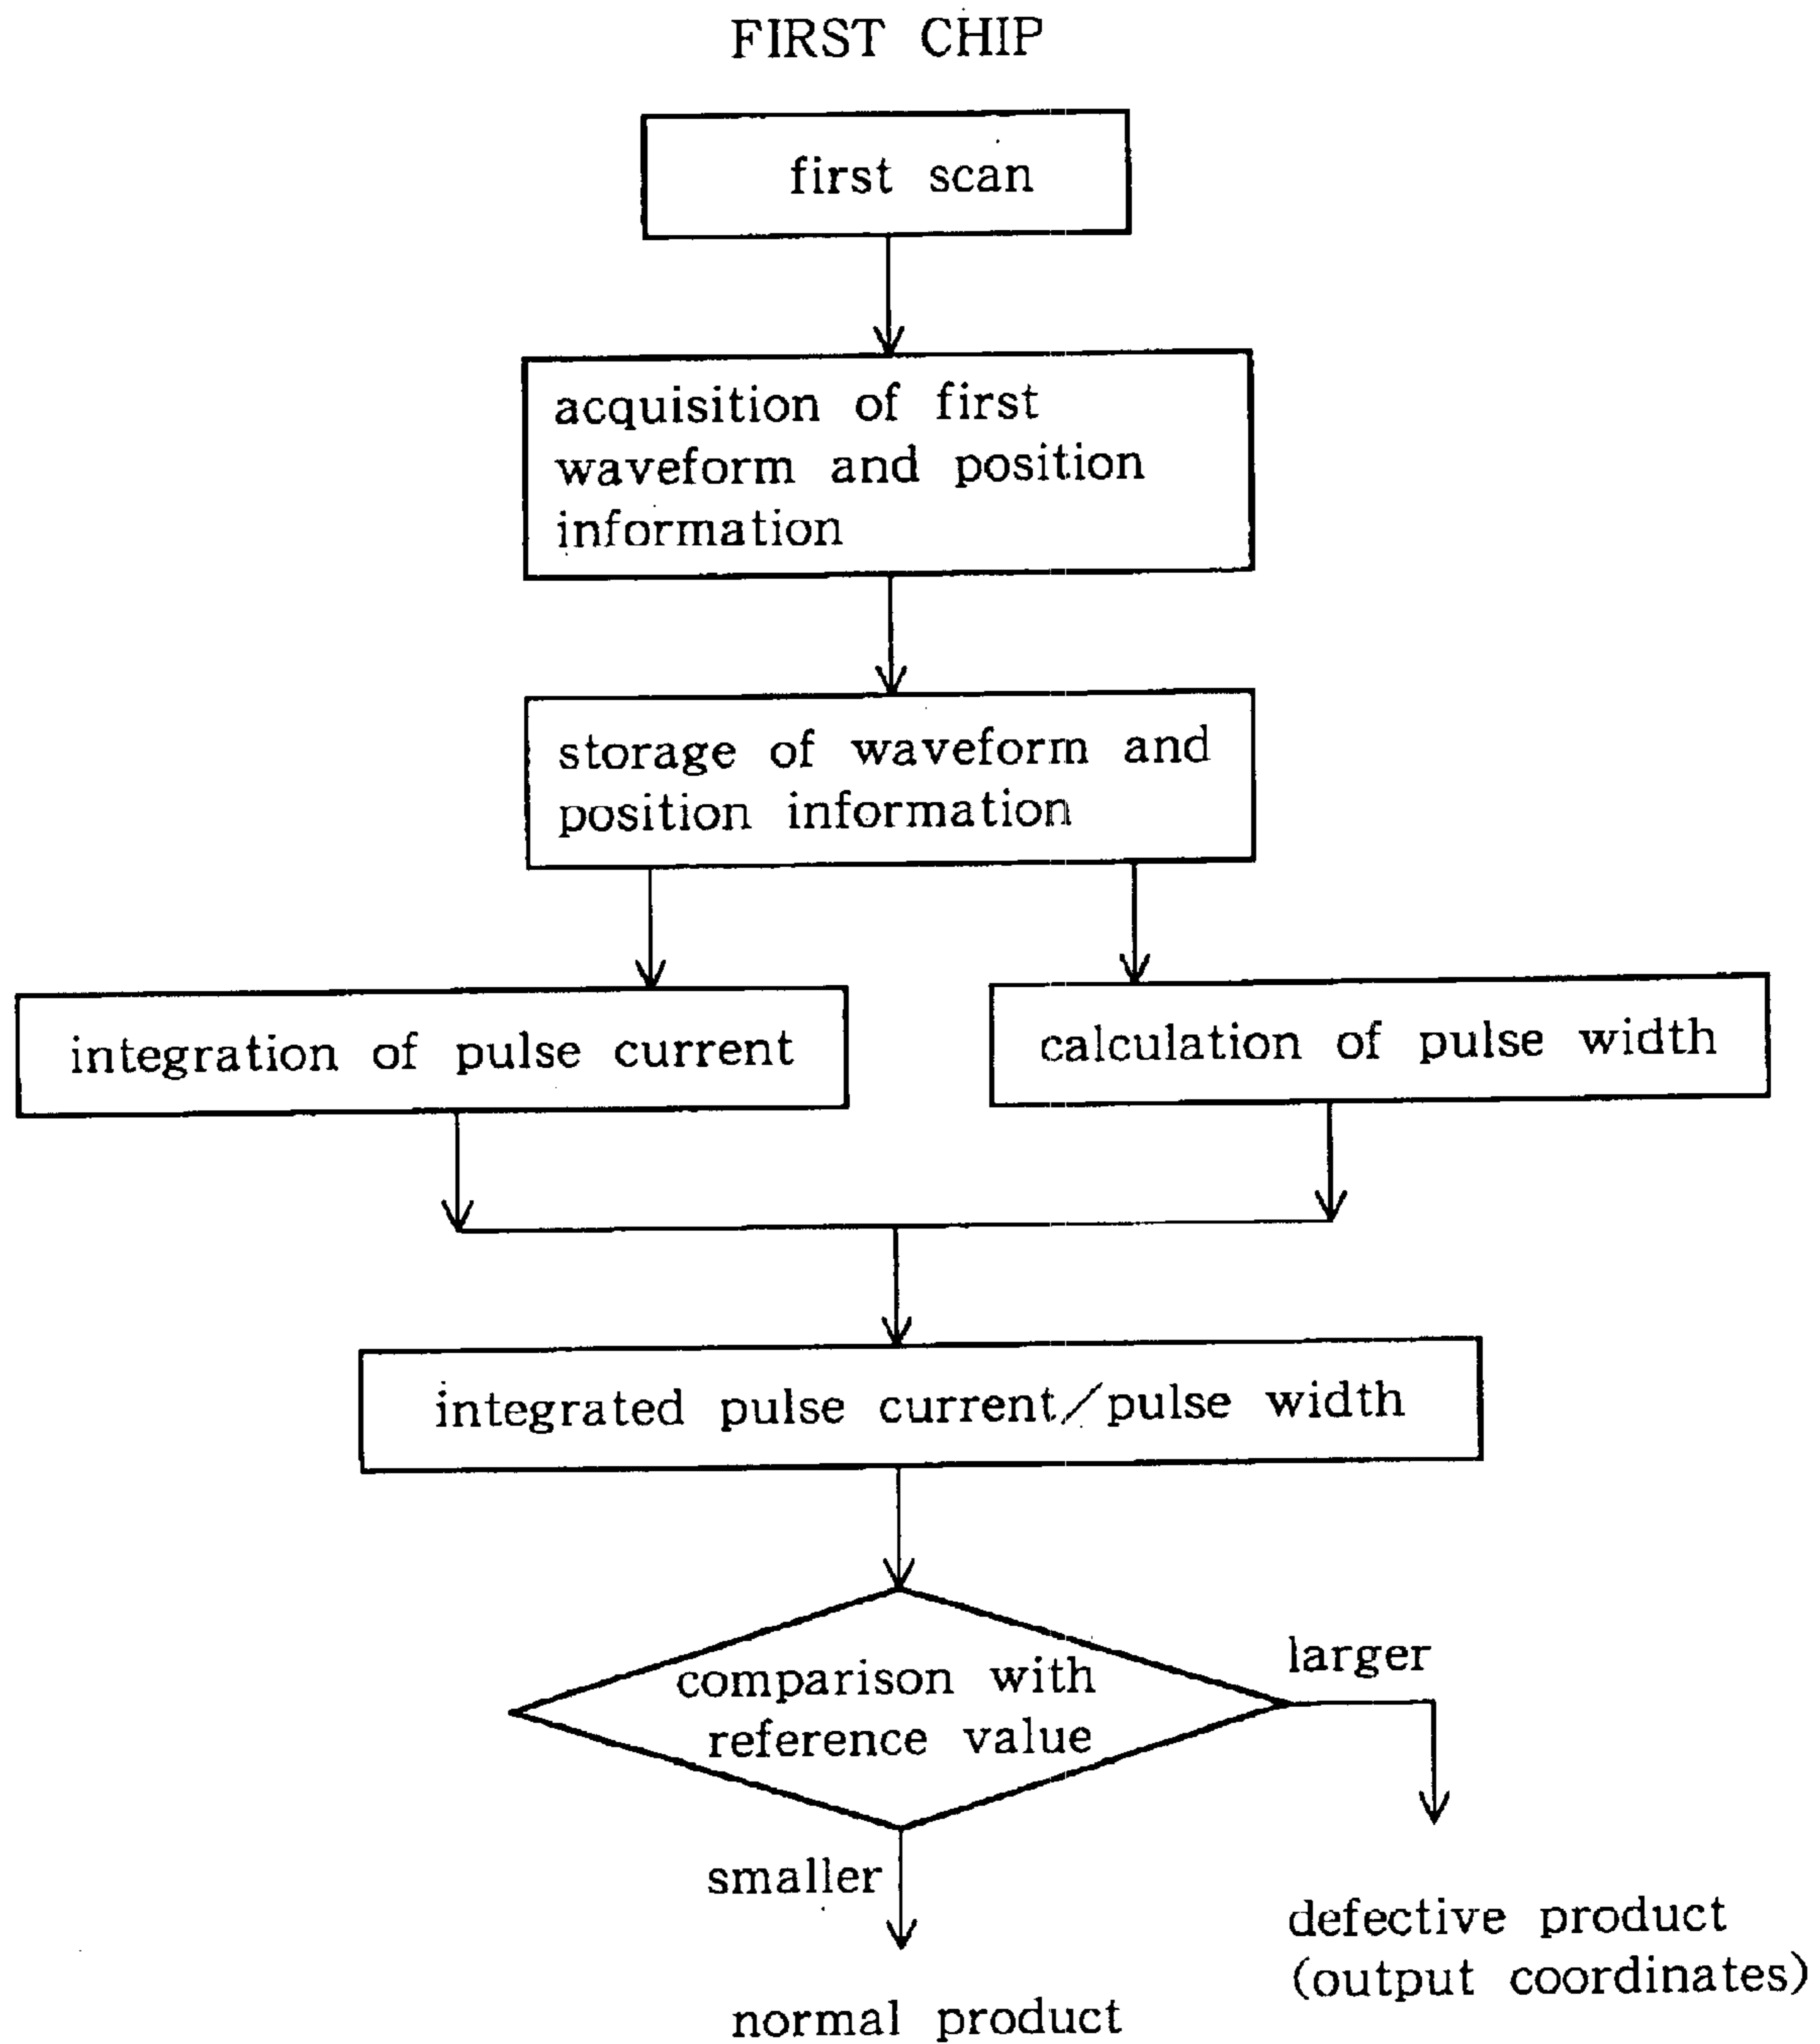 FIRST CHIP
first scan
acquisition of first
waveform and position
information
storage of waveform and
position information
integration of pulse current
calculation of pulse width
integrated pulse current/pulse width
comparison with
reference value
larger
smaller
defective product
(output coordinates)
normal product